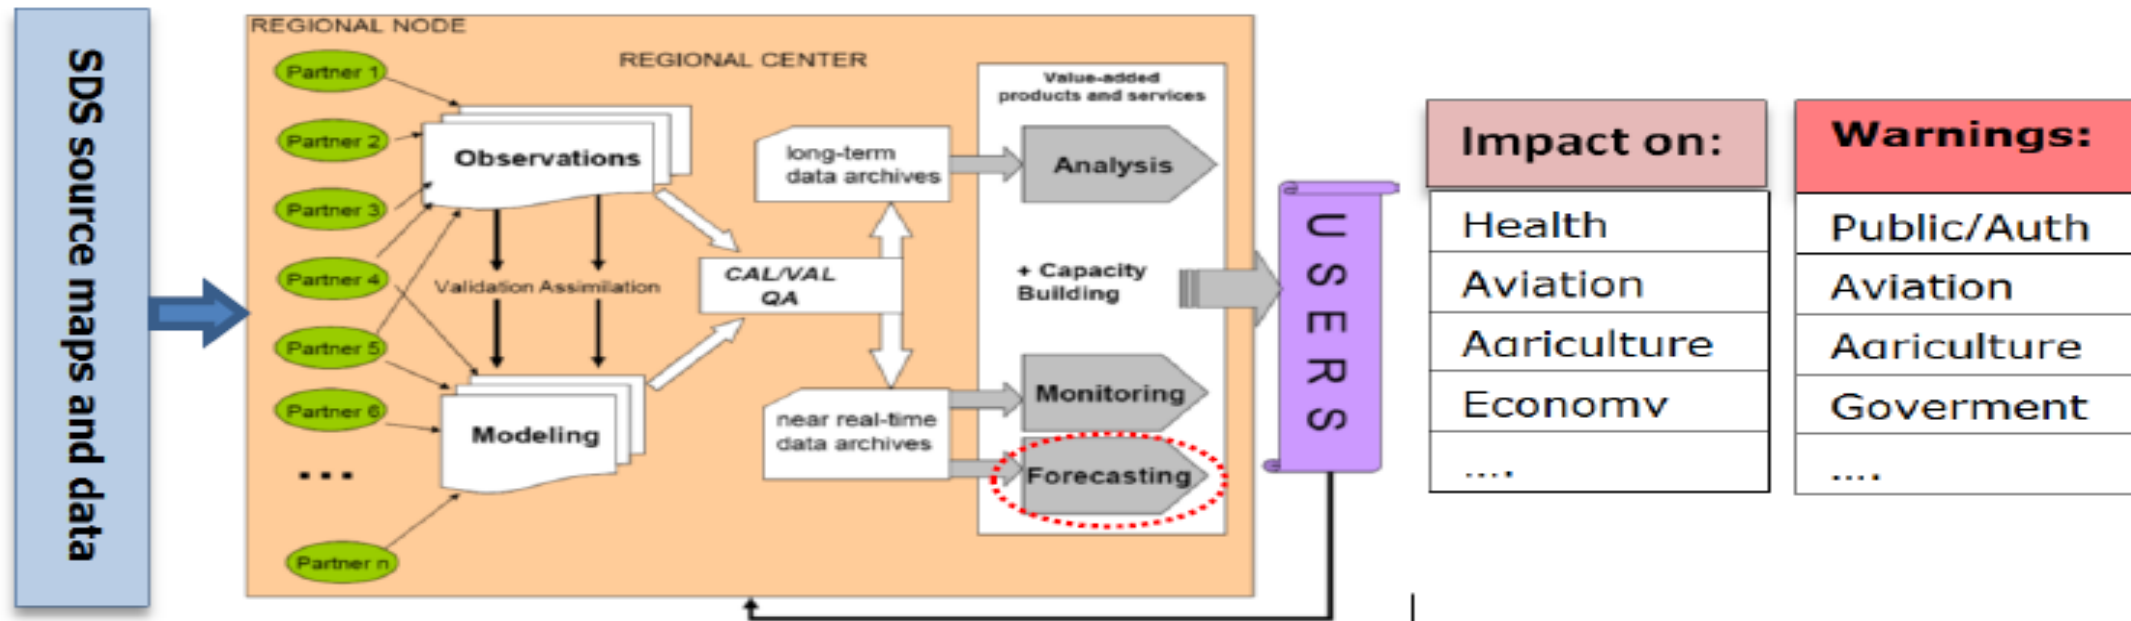 SDS source maps and data
REGIONAL NODE
REGIONAL CENTER
Partner 1
Partner 2
Partner 3
Partner 4
Partner 5
Partner 6
...
Partner n
Observations
Validation Assimilation
Modeling
CAL/VAL
QA
long-term
data archives
near real-time
data archives
Value-added
products and services
Analysis
+ Capacity
Building
Monitoring
Forecasting
USERS
Impact on:
Health
Aviation
Agriculture
Economy
....
Warnings:
Public/Auth
Aviation
Agriculture
Goverment
....